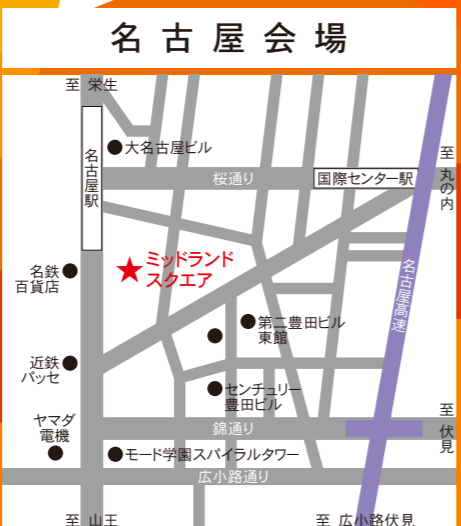 名古屋会場
至 栄生
大名古屋ビル
名古屋駅
桜通り
国際センター駅
至 丸の内
ミッドランド
スクエア
名鉄
百貨店
名古屋高速
第二豊田ビル
東館
近鉄
パッセ
センチュリー
豊田ビル
ヤマダ
電機
錦通り
至 伏見
モード学園スパイラルタワー
広小路通り
至 山王
至 広小路伏見